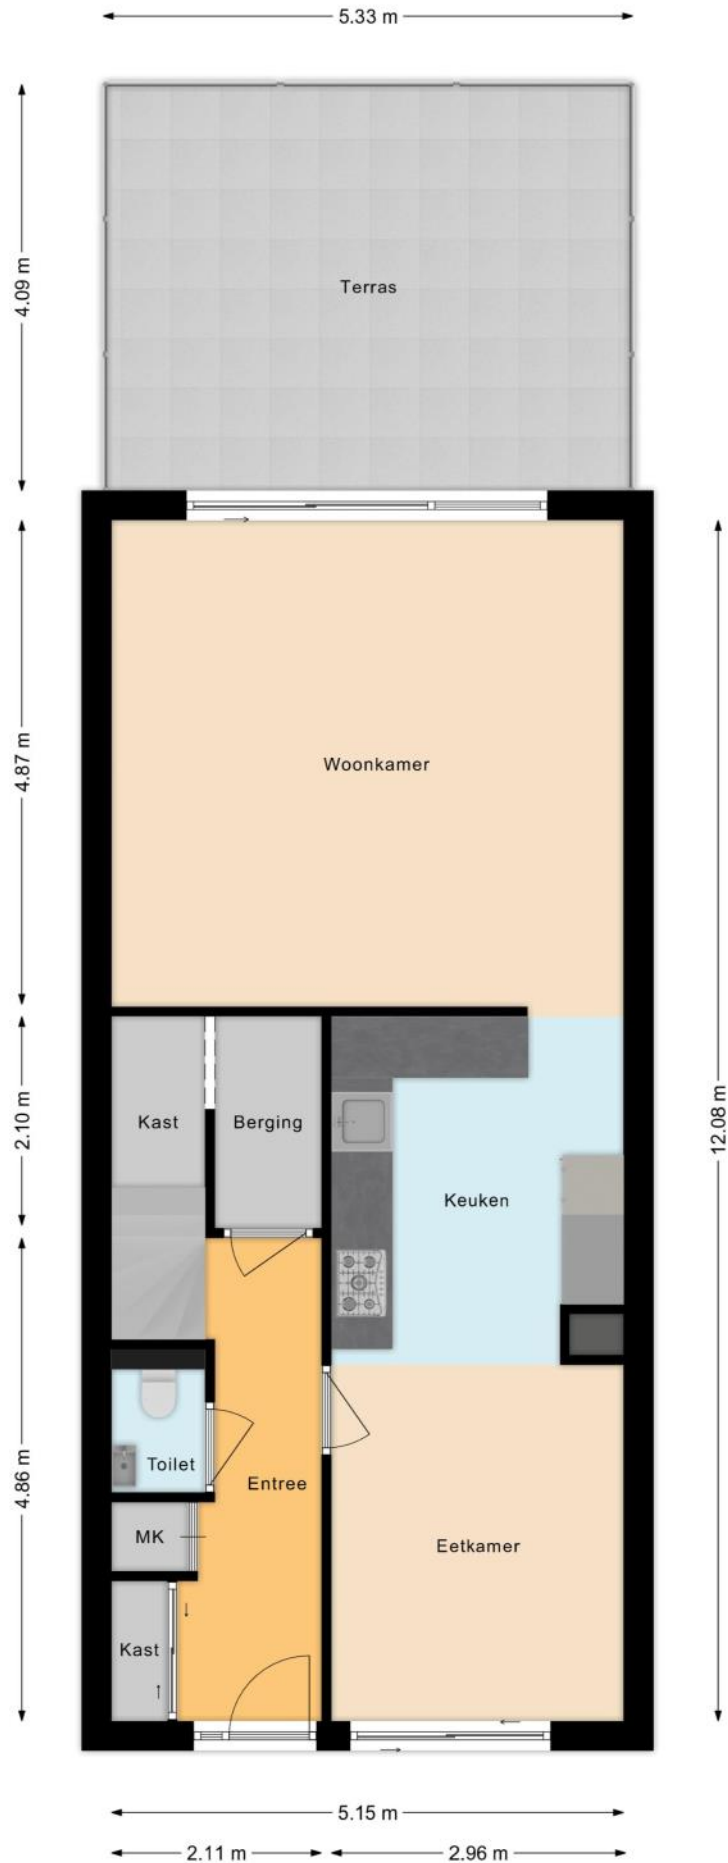 5.33 m
4.09 m
Terras
4.87 m
Woonkamer
2.10 m
12.08 m
Kast
Berging
Keuken
4.86 m
Toilet
Entree
MK
Eetkamer
Kast
5.15 m
2.11 m
2.96 m